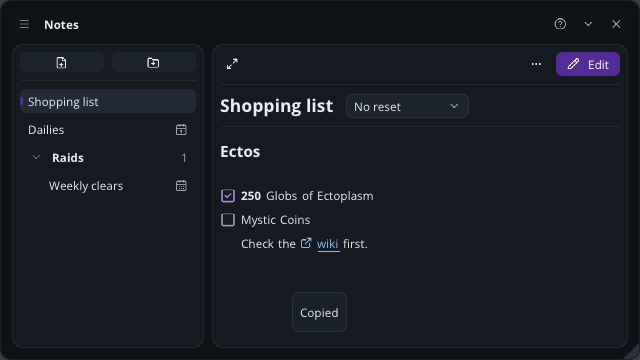 Notes
Edit
Shopping list
Dailies
Raids 1
Weekly clears
Shopping list No reset
Ectos
250 Globs of Ectoplasm
Mystic Coins
Check the wiki first.
Copied